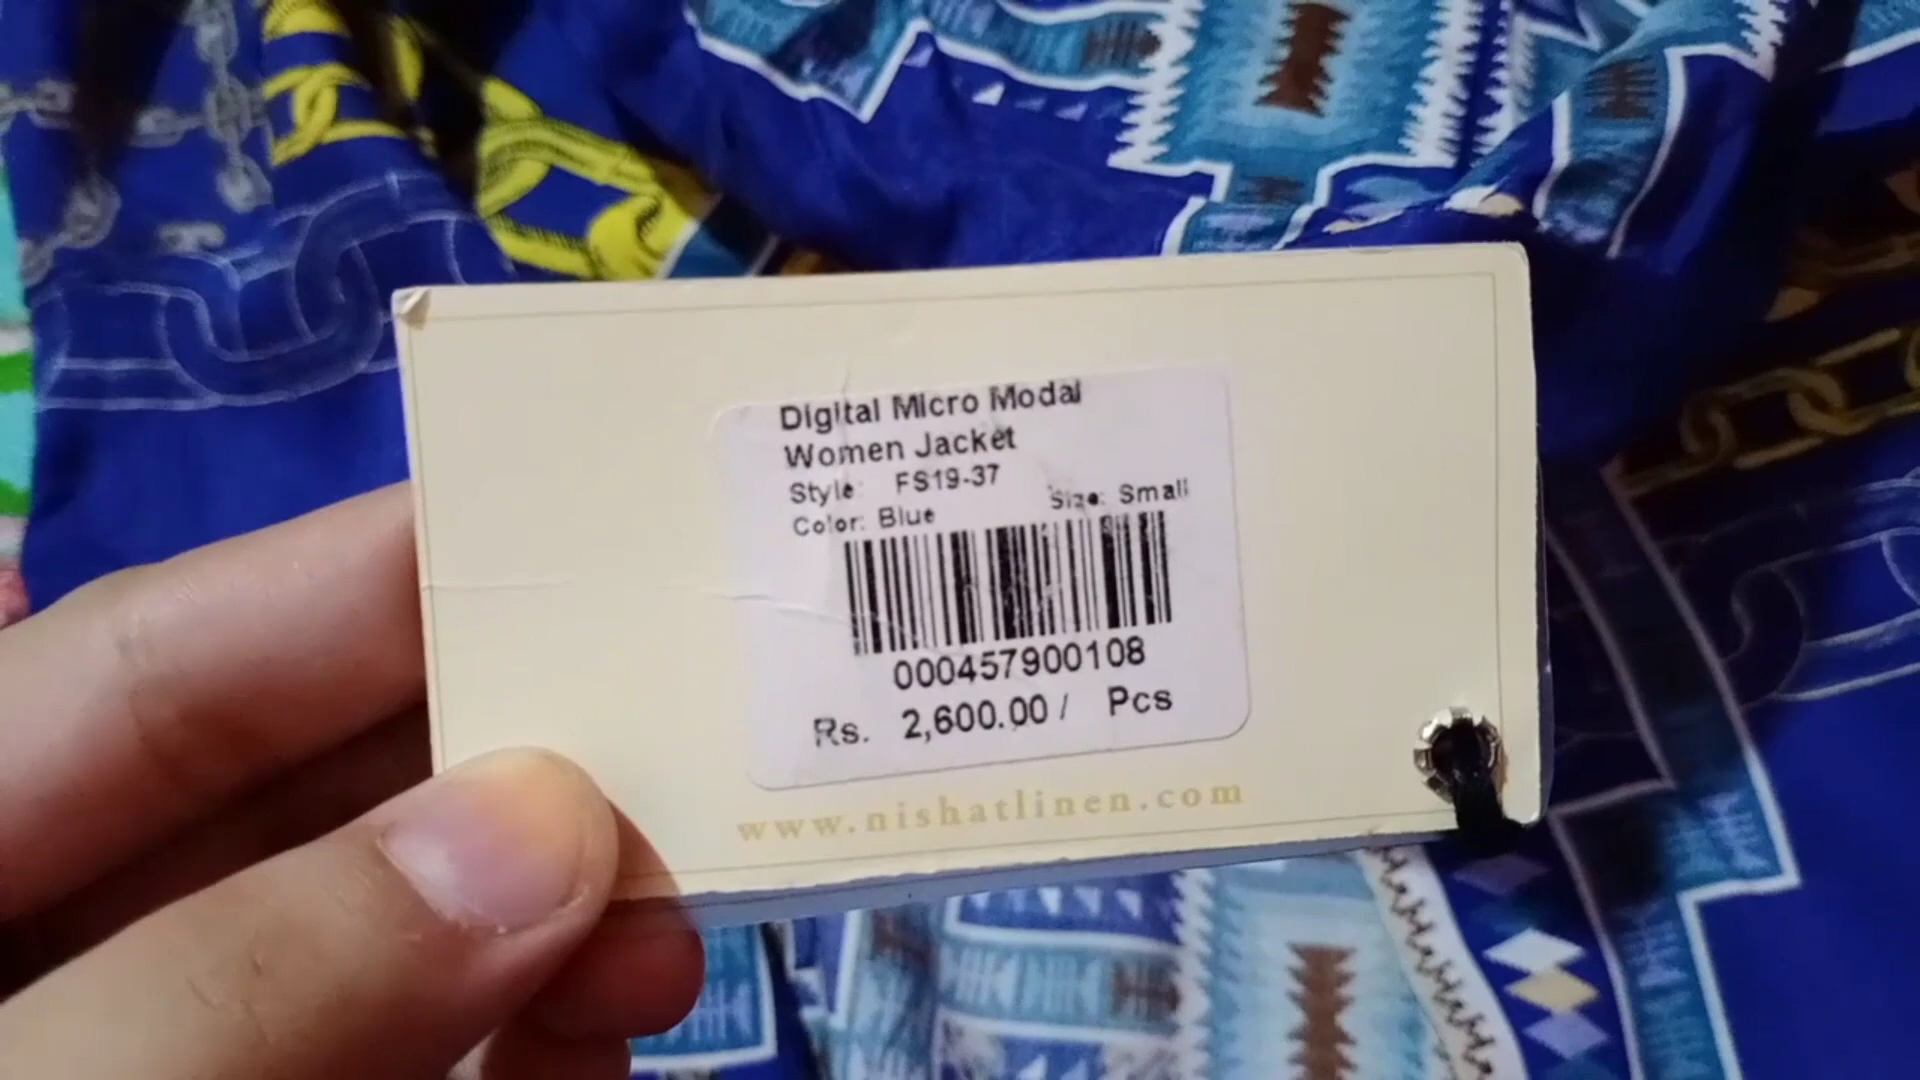 Digital Micro Modal
Women Jacket
Style: FS19-37
Color: Blue Size: Small
000457900108
Rs. 2,600.00 / Pcs
www.nishatlinen.com